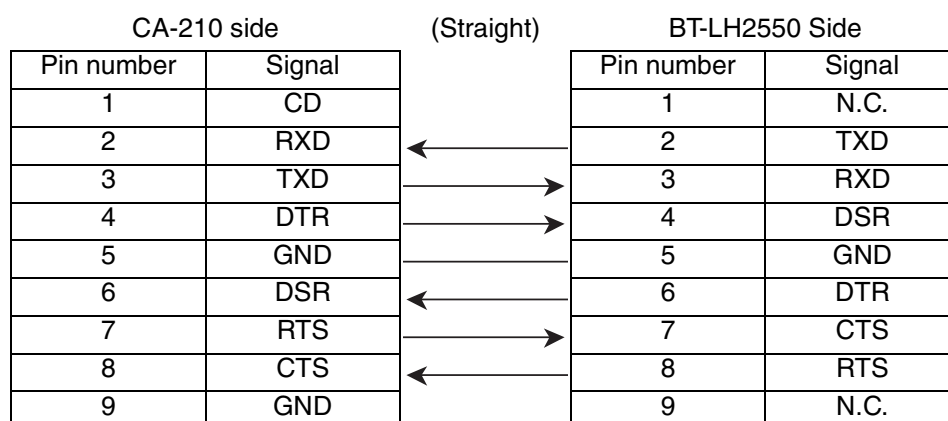 CA-210 side (Straight) BT-LH2550 Side
Pin number Signal Pin number Signal
1 CD 1 N.C.
2 RXD 2 TXD
3 TXD 3 RXD
4 DTR 4 DSR
5 GND 5 GND
6 DSR 6 DTR
7 RTS 7 CTS
8 CTS 8 RTS
9 GND 9 N.C.